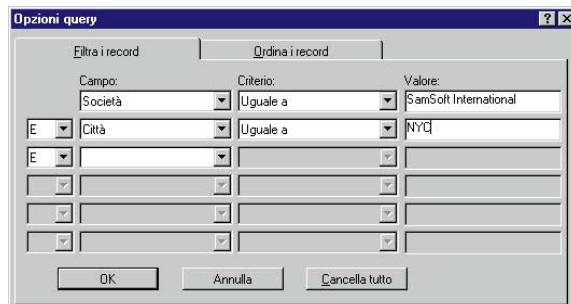 Opzioni query
Filtra i record Ordina i record
Campo: Criterio: Valore:
Società Uguale a SamSoft International
E Città Uguale a NYC
E
OK Annulla Cancella tutto